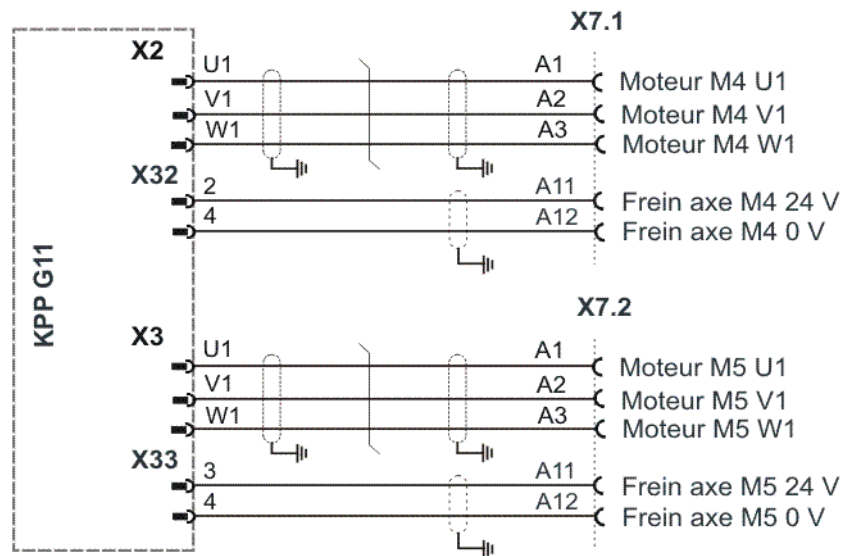 X7.1
X2
U1 A1 Moteur M4 U1
V1 A2 Moteur M4 V1
W1 A3 Moteur M4 W1
X32
2 A11 Frein axe M4 24 V
4 A12 Frein axe M4 0 V
KPP G11
X7.2
X3
U1 A1 Moteur M5 U1
V1 A2 Moteur M5 V1
W1 A3 Moteur M5 W1
X33
3 A11 Frein axe M5 24 V
4 A12 Frein axe M5 0 V